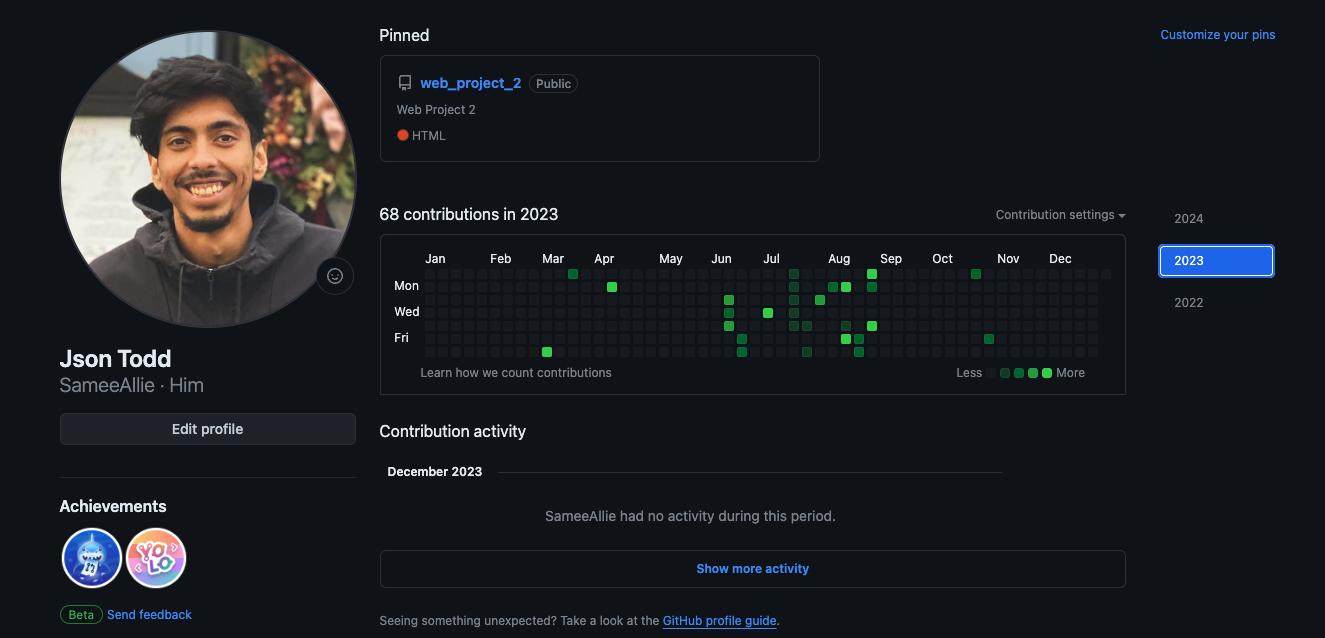 Pinned
Customize your pins
web_project_2 Public
Web Project 2
HTML
68 contributions in 2023
Contribution settings
2024
2023
2022
Jan Feb Mar Apr May Jun Jul Aug Sep Oct Nov Dec
Mon
Wed
Fri
Learn how we count contributions
Less More
Json Todd
SameeAllie · Him
Edit profile
Achievements
YOLO
Beta Send feedback
Contribution activity
December 2023
SameeAllie had no activity during this period.
Show more activity
Seeing something unexpected? Take a look at the GitHub profile guide.